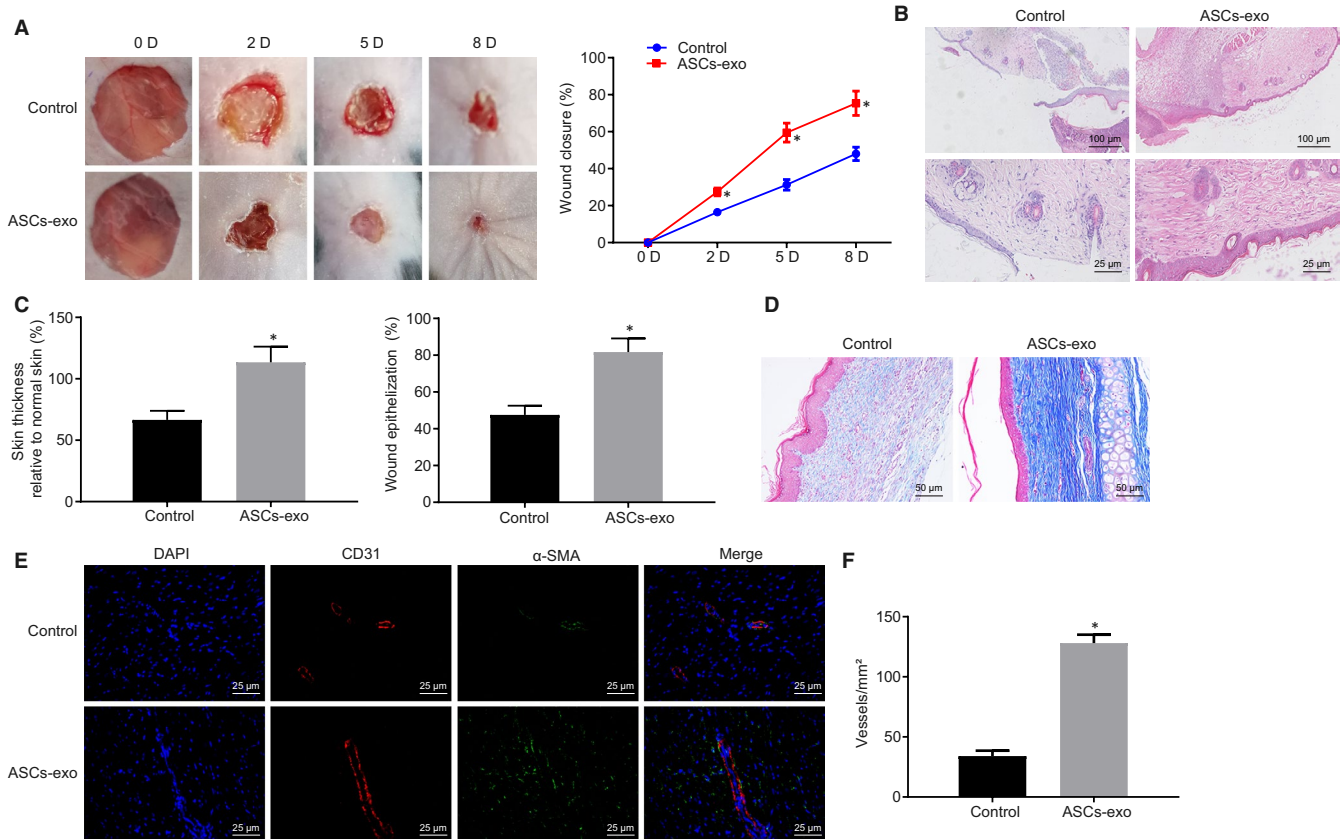 A
0 D 2 D 5 D 8 D
Control
ASCs-exo
Control
ASCs-exo
Wound closure (%)
100
80
60
40
20
0
0 D 2 D 5 D 8 D
*
*
*
B
Control ASCs-exo
100 µm 100 µm
25 µm 25 µm
C
Skin thickness
relative to normal skin (%)
150
100
50
0
*
Control ASCs-exo
Wound epithelization (%)
100
80
60
40
20
0
*
Control ASCs-exo
D
Control ASCs-exo
50 µm 50 µm
E
DAPI CD31 α-SMA Merge
Control
25 µm 25 µm 25 µm 25 µm
ASCs-exo
25 µm 25 µm 25 µm 25 µm
F
Vessels/mm²
150
100
50
0
*
Control ASCs-exo